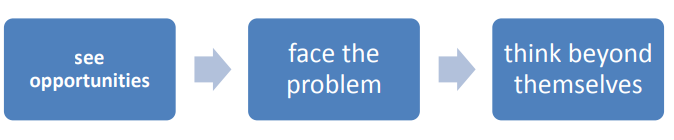 see
opportunities
face the
problem
think beyond
themselves